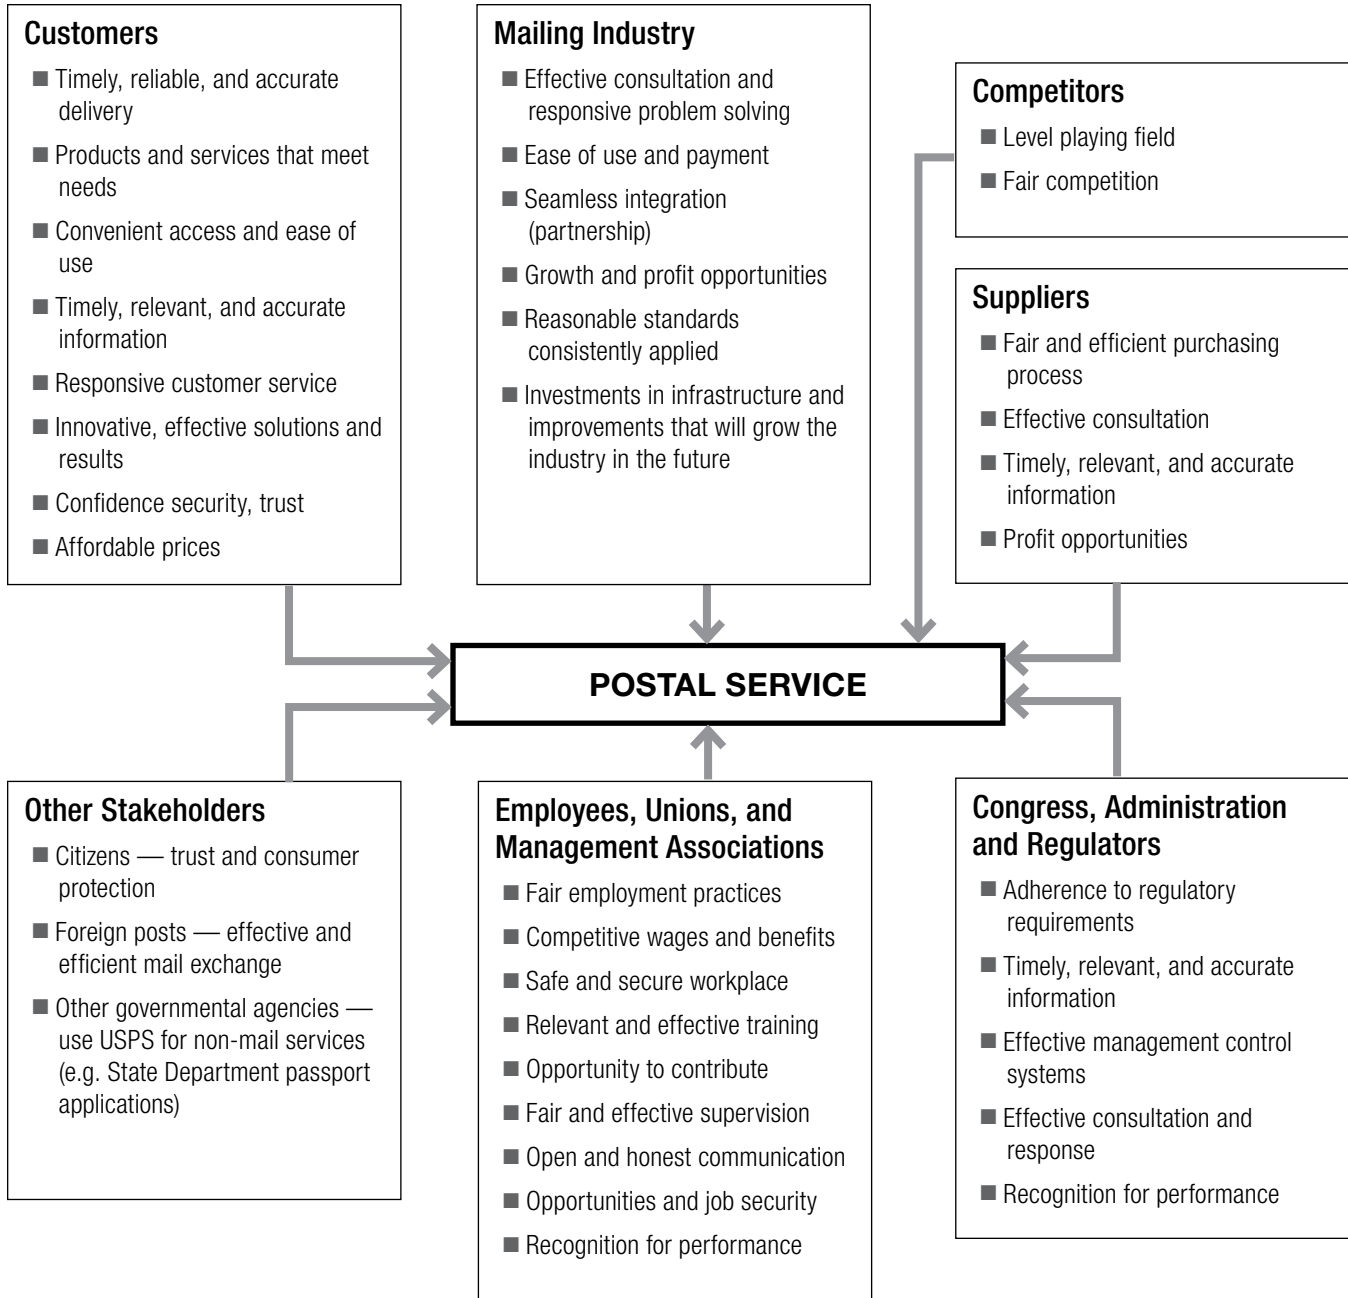 Customers
■ Timely, reliable, and accurate
delivery
■ Products and services that meet
needs
■ Convenient access and ease of
use
■ Timely, relevant, and accurate
information
■ Responsive customer service
■ Innovative, effective solutions and
results
■ Confidence security, trust
■ Affordable prices
Mailing Industry
■ Effective consultation and
responsive problem solving
■ Ease of use and payment
■ Seamless integration
(partnership)
■ Growth and profit opportunities
■ Reasonable standards
consistently applied
■ Investments in infrastructure and
improvements that will grow the
industry in the future
Competitors
■ Level playing field
■ Fair competition
Suppliers
■ Fair and efficient purchasing
process
■ Effective consultation
■ Timely, relevant, and accurate
information
■ Profit opportunities
POSTAL SERVICE
Other Stakeholders
■ Citizens — trust and consumer
protection
■ Foreign posts — effective and
efficient mail exchange
■ Other governmental agencies —
use USPS for non-mail services
(e.g. State Department passport
applications)
Employees, Unions, and
Management Associations
■ Fair employment practices
■ Competitive wages and benefits
■ Safe and secure workplace
■ Relevant and effective training
■ Opportunity to contribute
■ Fair and effective supervision
■ Open and honest communication
■ Opportunities and job security
■ Recognition for performance
Congress, Administration
and Regulators
■ Adherence to regulatory
requirements
■ Timely, relevant, and accurate
information
■ Effective management control
systems
■ Effective consultation and
response
■ Recognition for performance